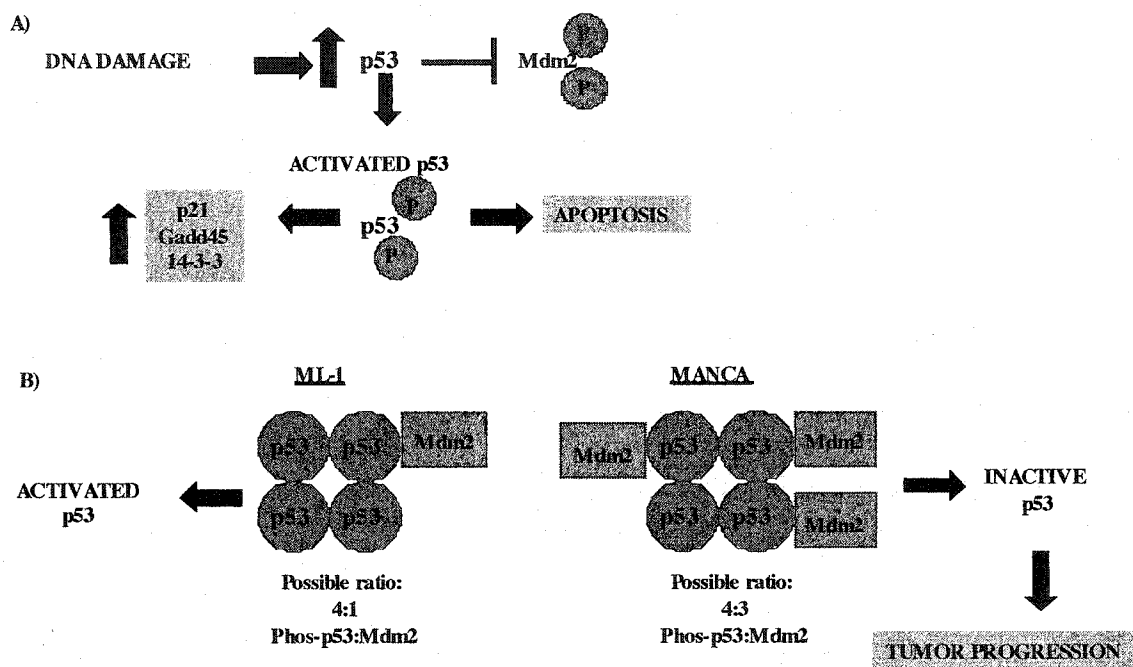 A)
DNA DAMAGE
p53
Mdm2
P
P
ACTIVATED p53
P
p53
P
p21
Gadd45
14-3-3
APOPTOSIS
B)
ML-1
MANCA
p53
p53
Mdm2
p53
p53
ACTIVATED
p53
Possible ratio:
4:1
Phos-p53:Mdm2
Mdm2
p53
p53
Mdm2
p53
p53
Mdm2
INACTIVE
p53
Possible ratio:
4:3
Phos-p53:Mdm2
TUMOR PROGRESSION